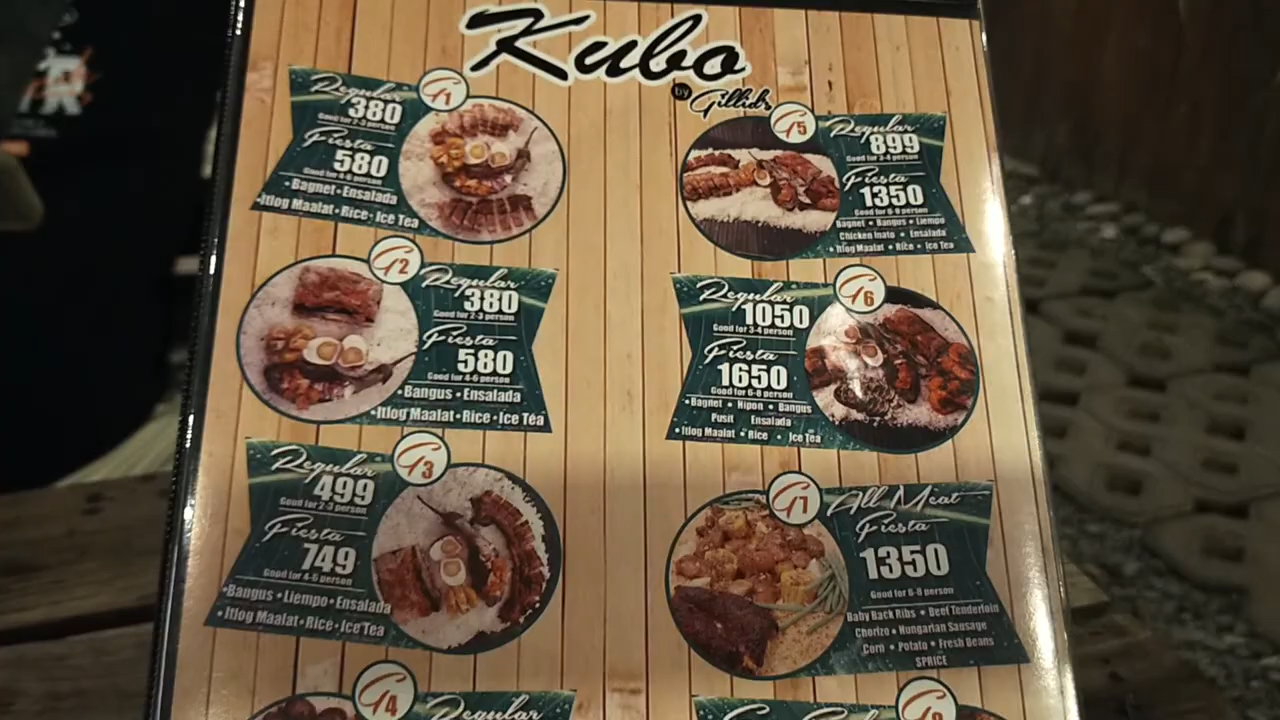 Kubo
by Gillid's
G1
Regular
380
Good for 2-3 person
Fiesta
580
Good for 4-6 person
•Bagnet•Ensalada
•Itlog Maalat•Rice•Ice Tea
G2
Regular
380
Good for 2-3 person
Fiesta
580
Good for 4-6 person
•Bangus•Ensalada
•Itlog Maalat•Rice•Ice Tea
G3
Regular
499
Good for 2-3 person
Fiesta
749
Good for 4-6 person
•Bangus•Liempo•Ensalada
•Itlog Maalat•Rice•Ice Tea
G4
Regular
G5
Regular
899
Good for 3-4 person
Fiesta
1350
Good for 6-8 person
Bagnet • Bangus • Liempo
Chicken Inato • Ensalada
• Itlog Maalat • Rice • Ice Tea
G6
Regular
1050
Good for 3-4 person
Fiesta
1650
Good for 6-8 person
•Bagnet • Hipon • Bangus
Pusit Ensalada
•Itlog Maalat •Rice • Ice Tea
G7
All Meat
Fiesta
1350
Good for 6-8 person
Baby Back Ribs • Beef Tenderloin
Chorizo • Hungarian Sausage
Corn • Potato • Fresh Beans
SPRICE